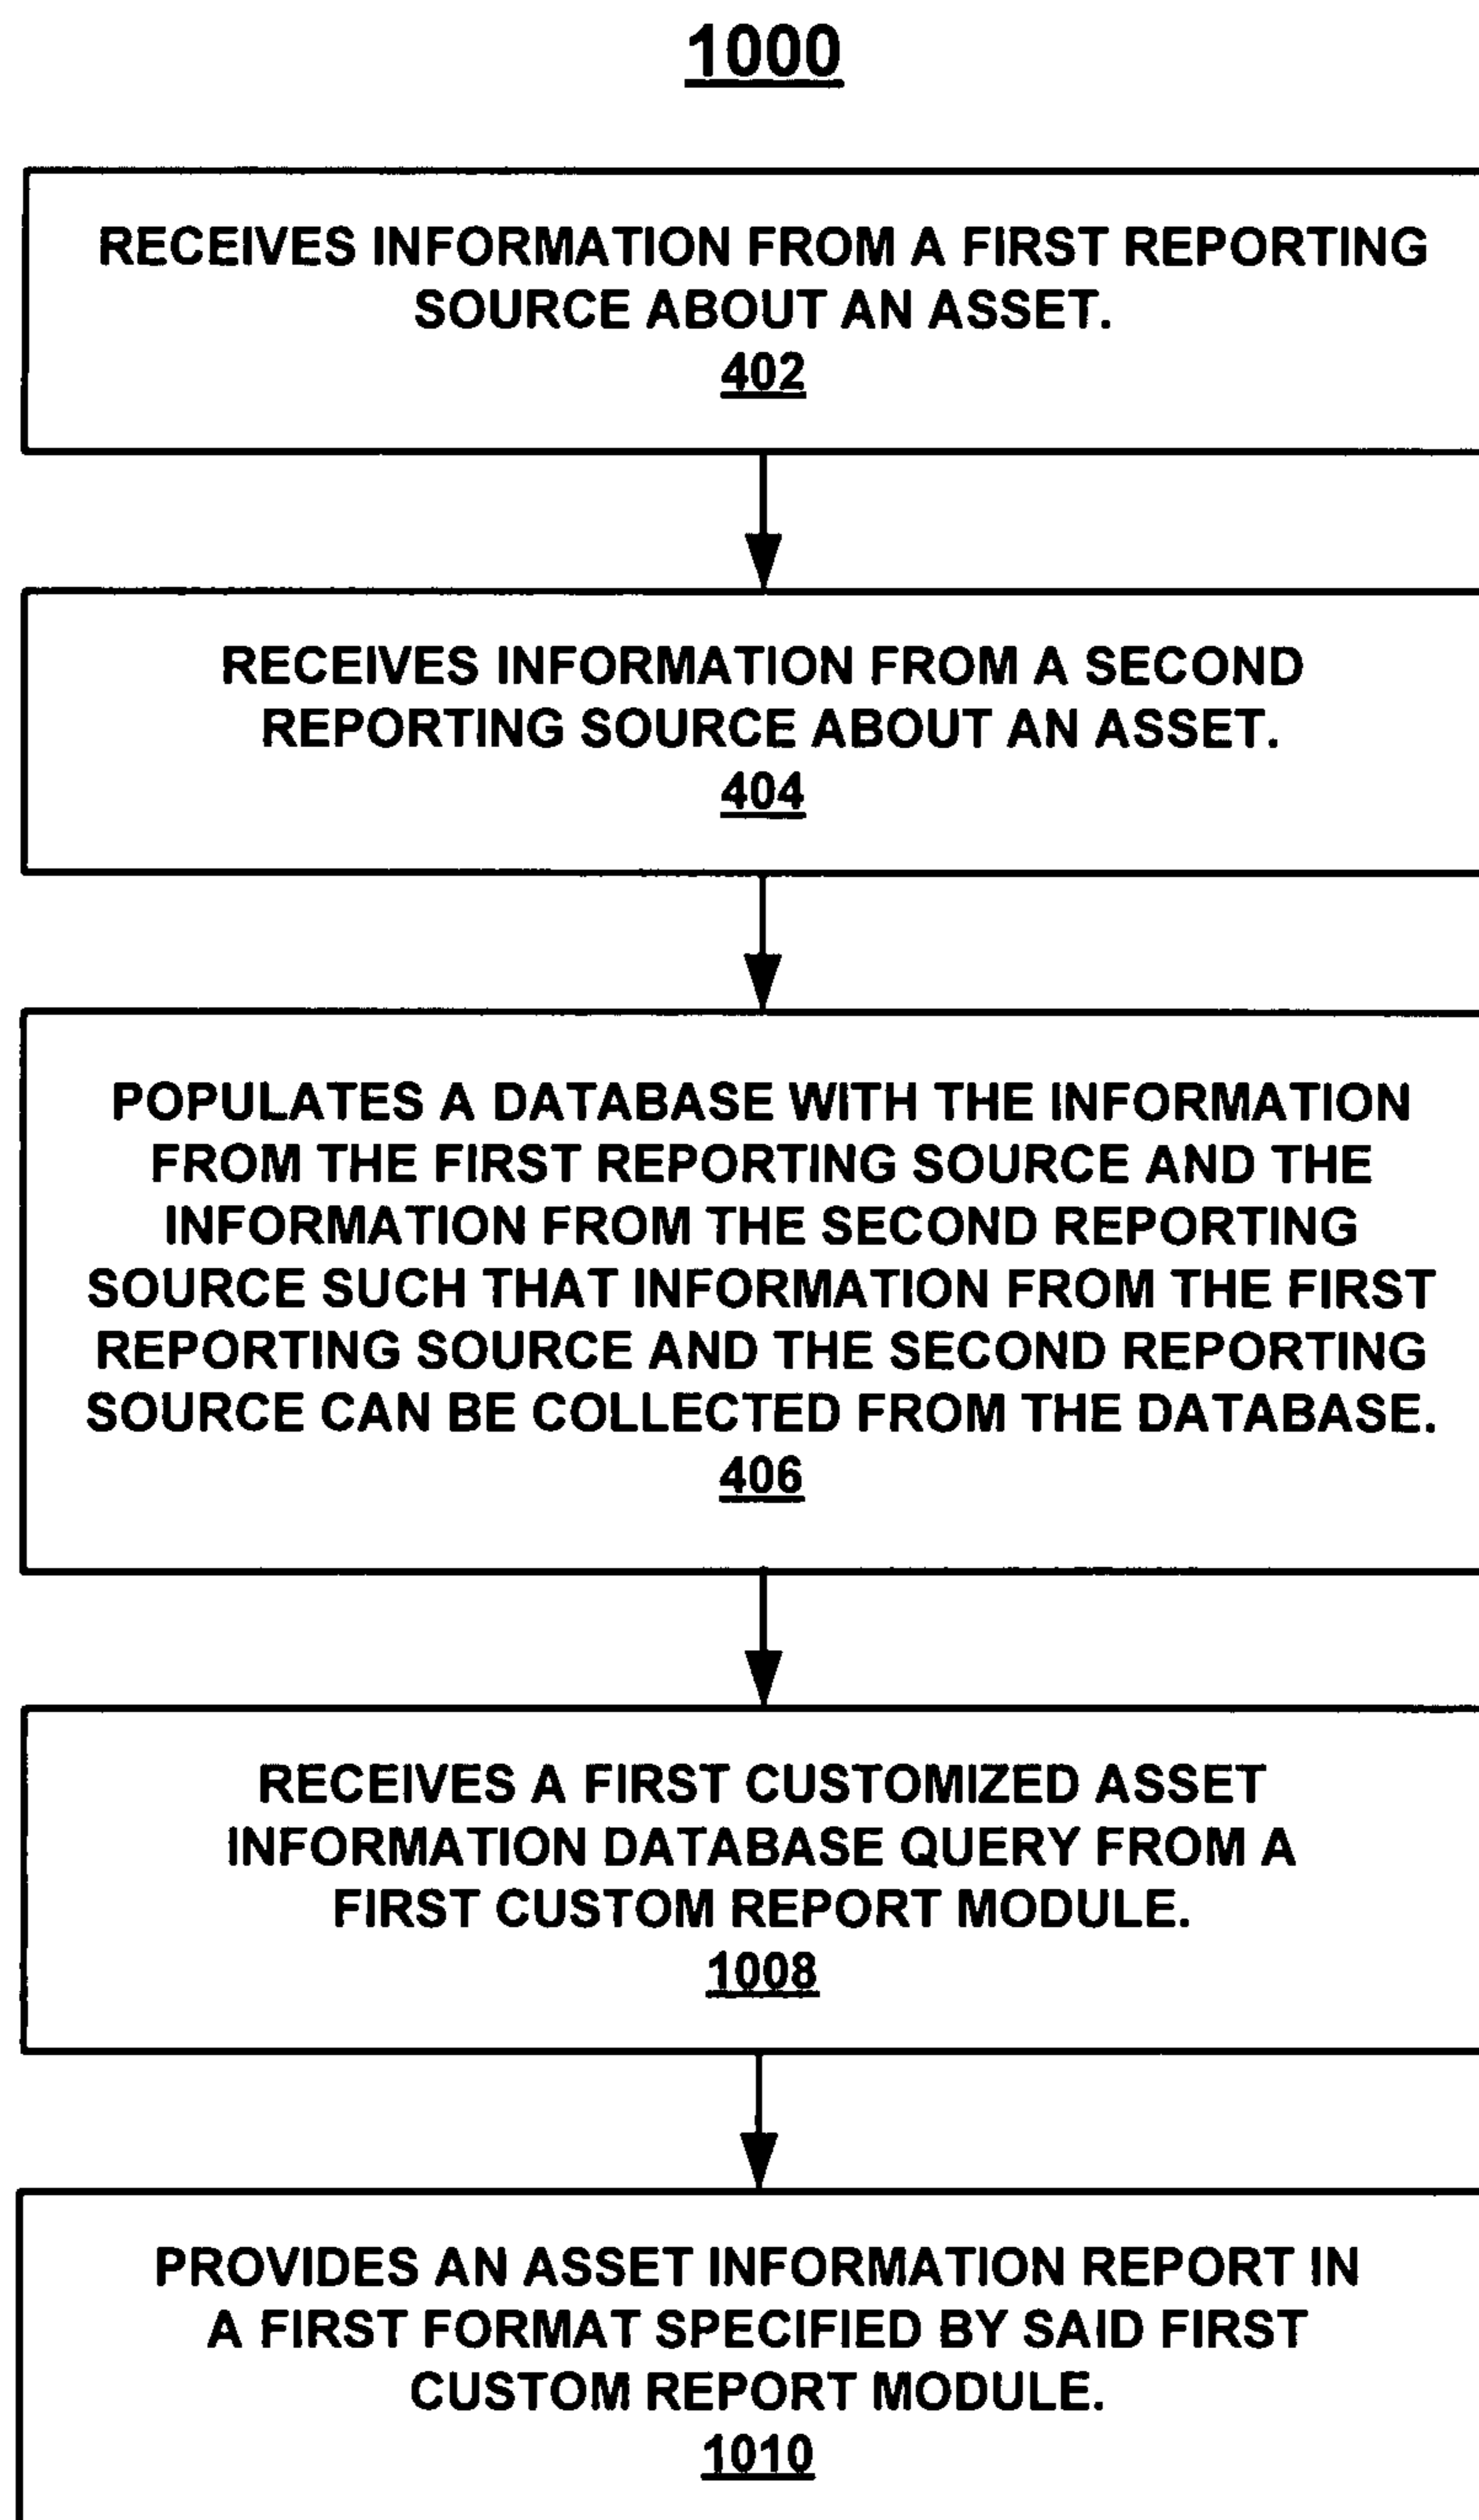 1000
RECEIVES INFORMATION FROM A FIRST REPORTING
SOURCE ABOUT AN ASSET.
402
RECEIVES INFORMATION FROM A SECOND
REPORTING SOURCE ABOUT AN ASSET.
404
POPULATES A DATABASE WITH THE INFORMATION
FROM THE FIRST REPORTING SOURCE AND THE
INFORMATION FROM THE SECOND REPORTING
SOURCE SUCH THAT INFORMATION FROM THE FIRST
REPORTING SOURCE AND THE SECOND REPORTING
SOURCE CAN BE COLLECTED FROM THE DATABASE.
406
RECEIVES A FIRST CUSTOMIZED ASSET
INFORMATION DATABASE QUERY FROM A
FIRST CUSTOM REPORT MODULE.
1008
PROVIDES AN ASSET INFORMATION REPORT IN
A FIRST FORMAT SPECIFIED BY SAID FIRST
CUSTOM REPORT MODULE.
1010